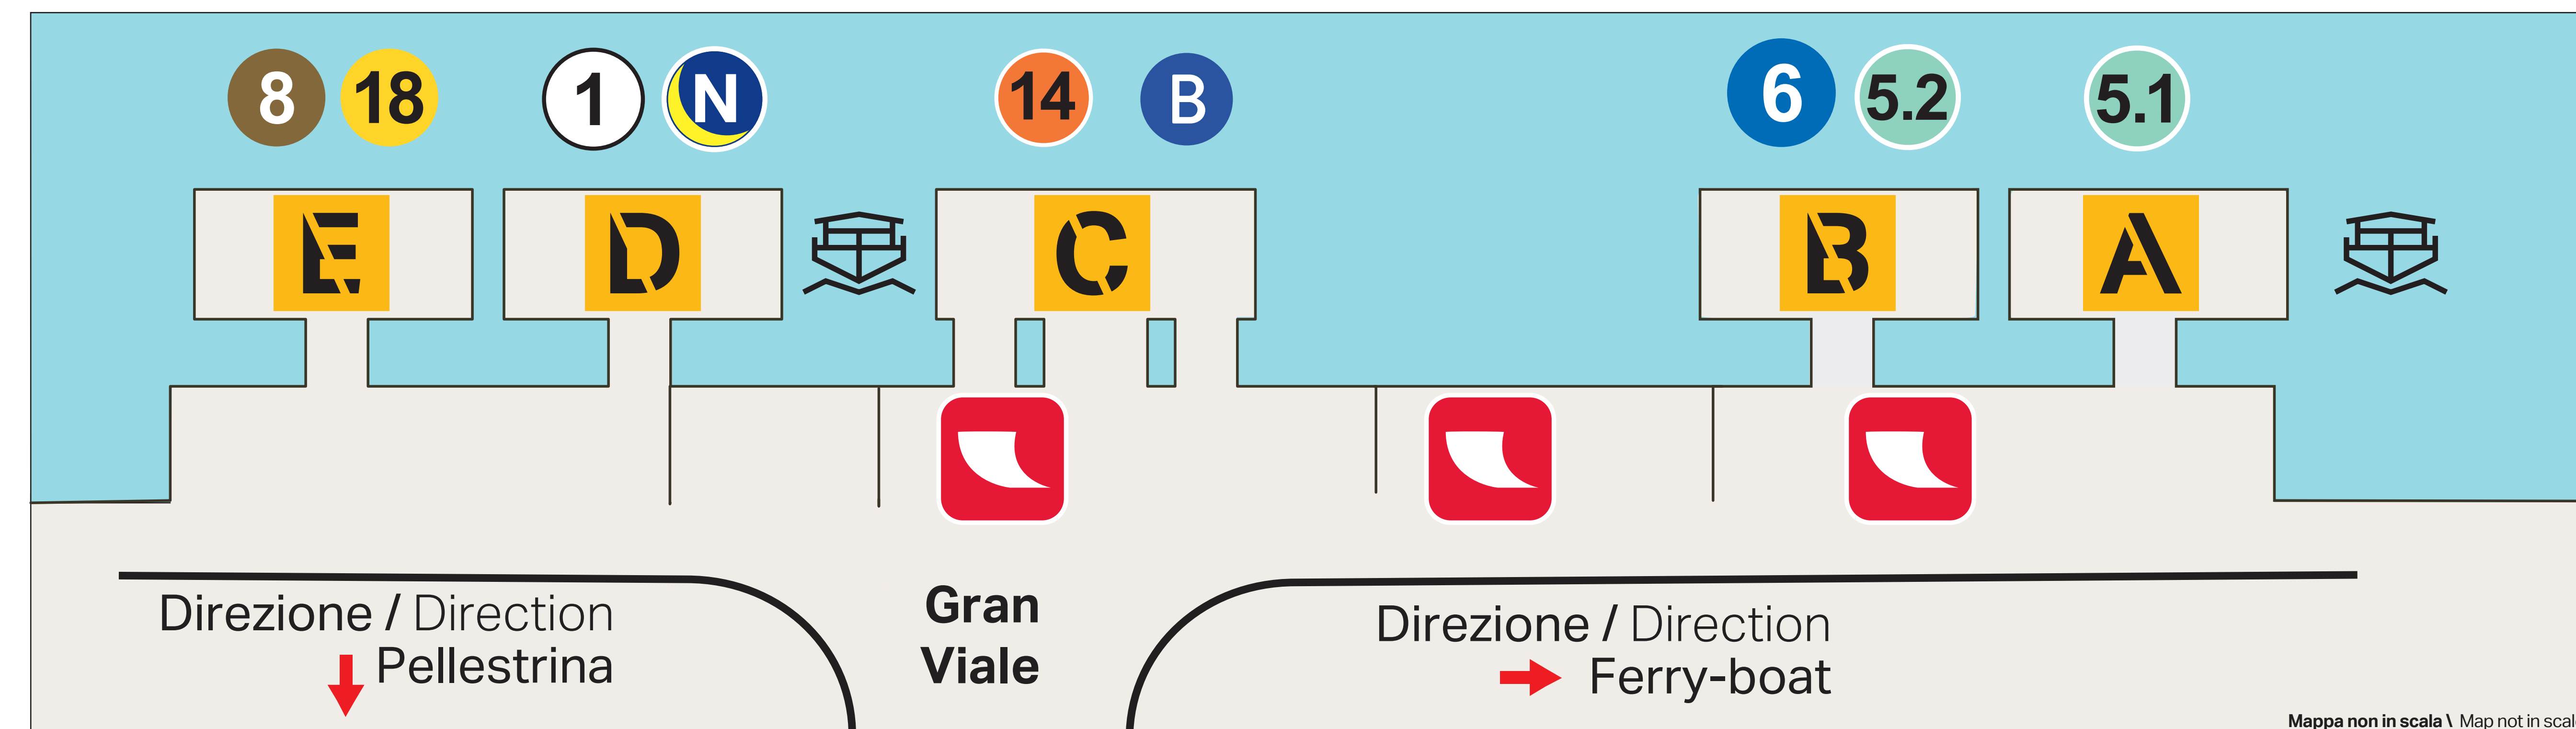 8 18 1 N 14 B 6 5.2 5.1
E D C B A
Direzione / Direction
Pellestrina
Gran
Viale
Direzione / Direction
Ferry-boat
Mappa non in scala \ Map not in scal